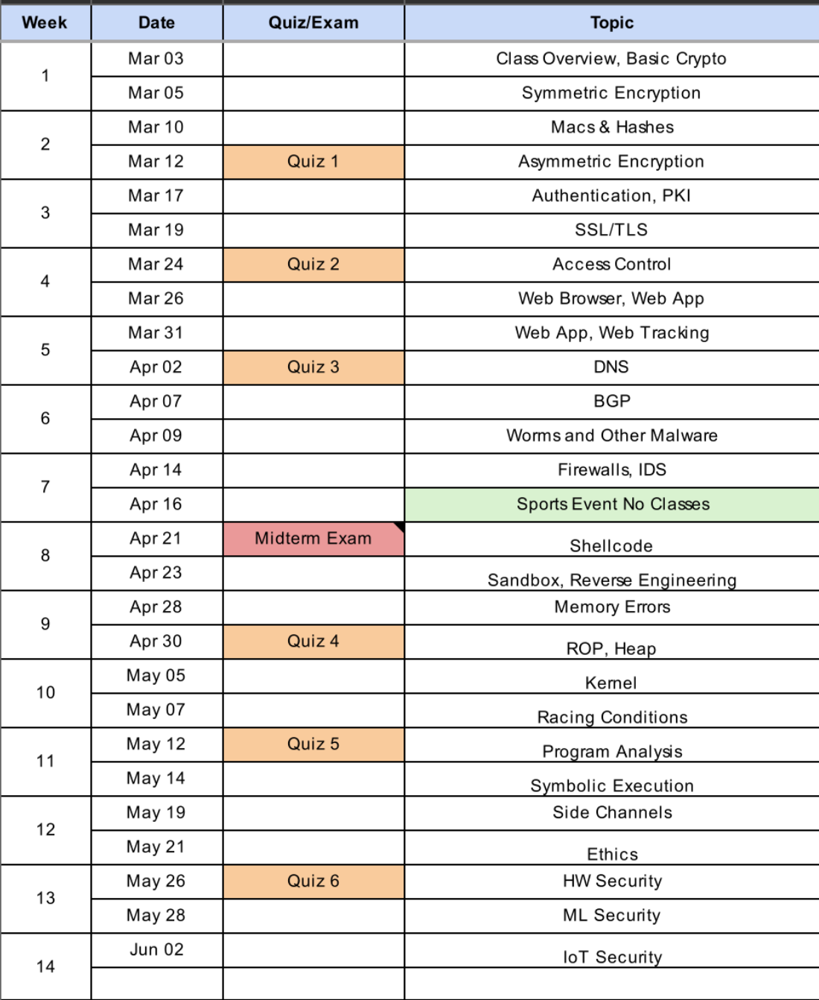 Week Date Quiz/Exam Topic
1 Mar 03 Class Overview, Basic Crypto
Mar 05 Symmetric Encryption
2 Mar 10 Macs & Hashes
Mar 12 Quiz 1 Asymmetric Encryption
3 Mar 17 Authentication, PKI
Mar 19 SSL/TLS
4 Mar 24 Quiz 2 Access Control
Mar 26 Web Browser, Web App
5 Mar 31 Web App, Web Tracking
Apr 02 Quiz 3 DNS
6 Apr 07 BGP
Apr 09 Worms and Other Malware
7 Apr 14 Firewalls, IDS
Apr 16 Sports Event No Classes
8 Apr 21 Midterm Exam Shellcode
Apr 23 Sandbox, Reverse Engineering
9 Apr 28 Memory Errors
Apr 30 Quiz 4 ROP, Heap
10 May 05 Kernel
May 07 Racing Conditions
11 May 12 Quiz 5 Program Analysis
May 14 Symbolic Execution
12 May 19 Side Channels
May 21 Ethics
13 May 26 Quiz 6 HW Security
May 28 ML Security
14 Jun 02 IoT Security